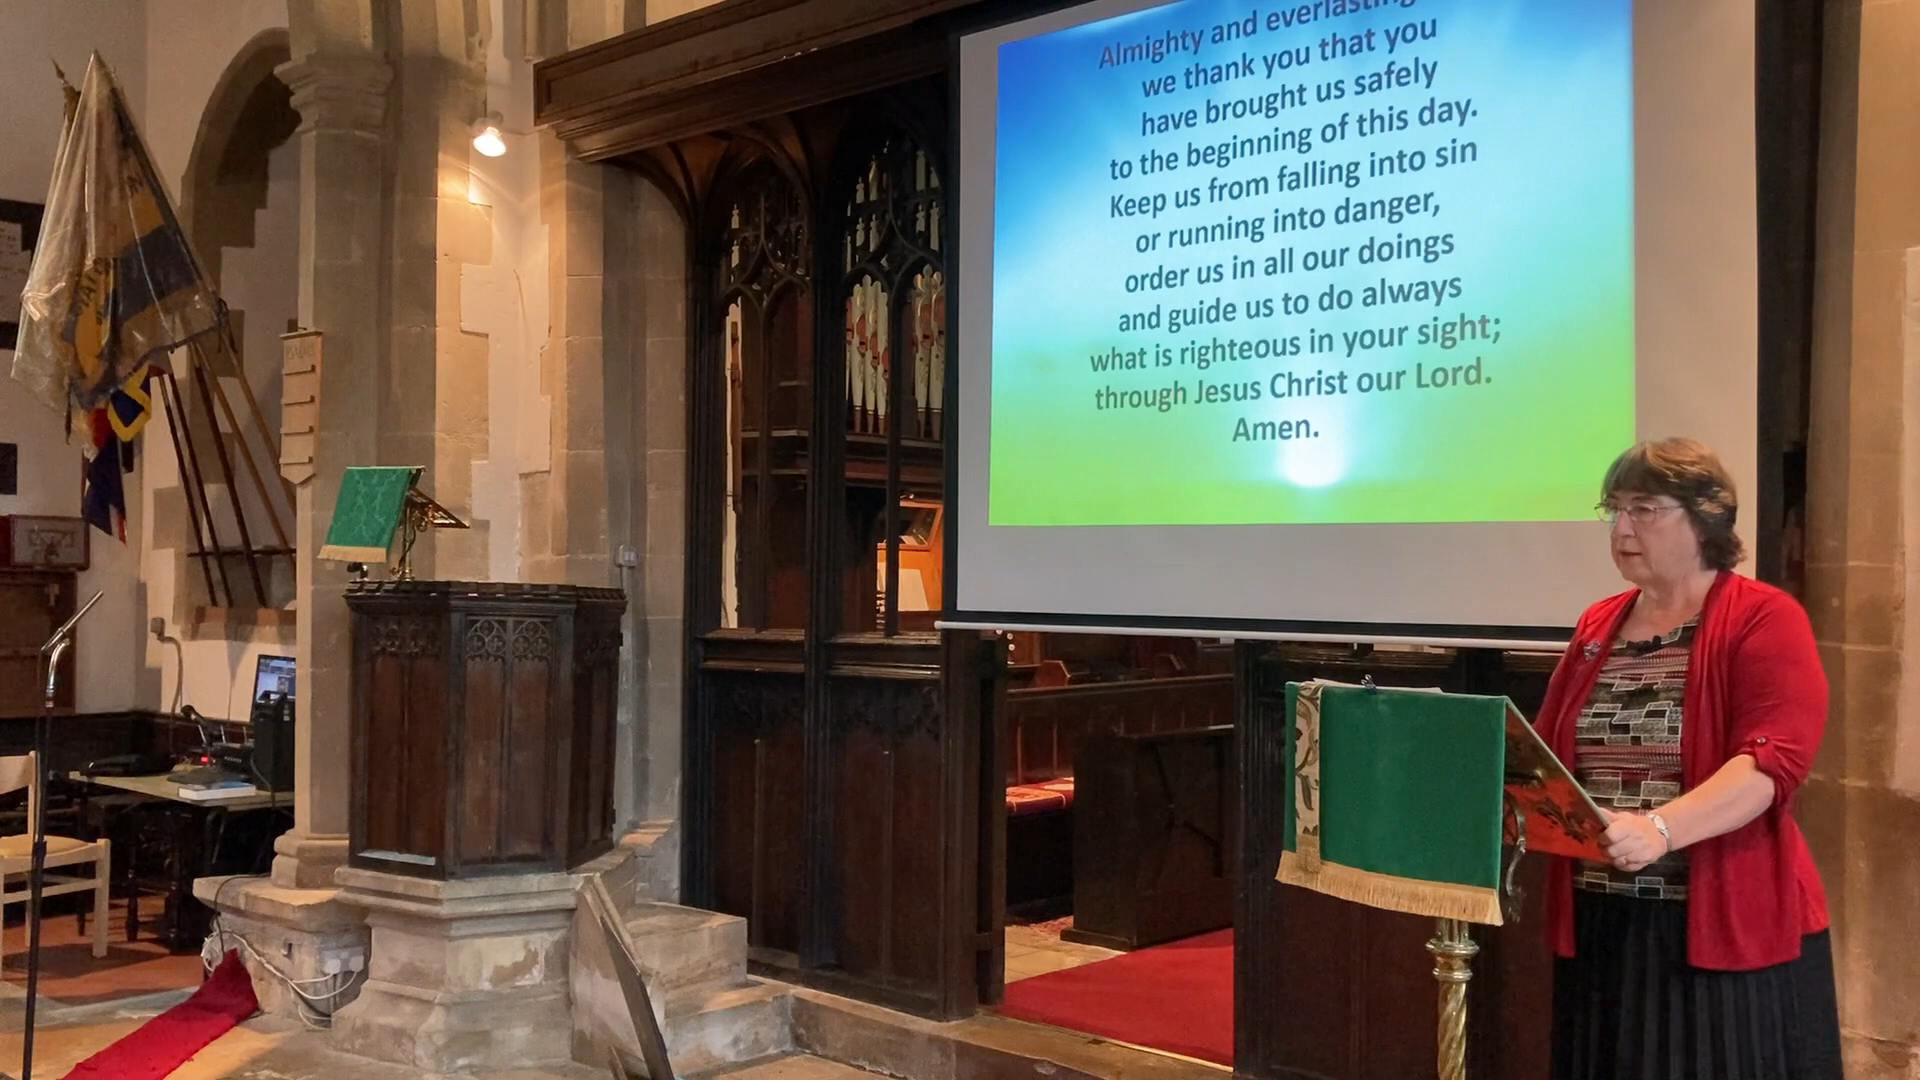 Almighty and everlasting
we thank you that you
have brought us safely
to the beginning of this day.
Keep us from falling into sin
or running into danger,
order us in all our doings
and guide us to do always
what is righteous in your sight;
through Jesus Christ our Lord.
Amen.